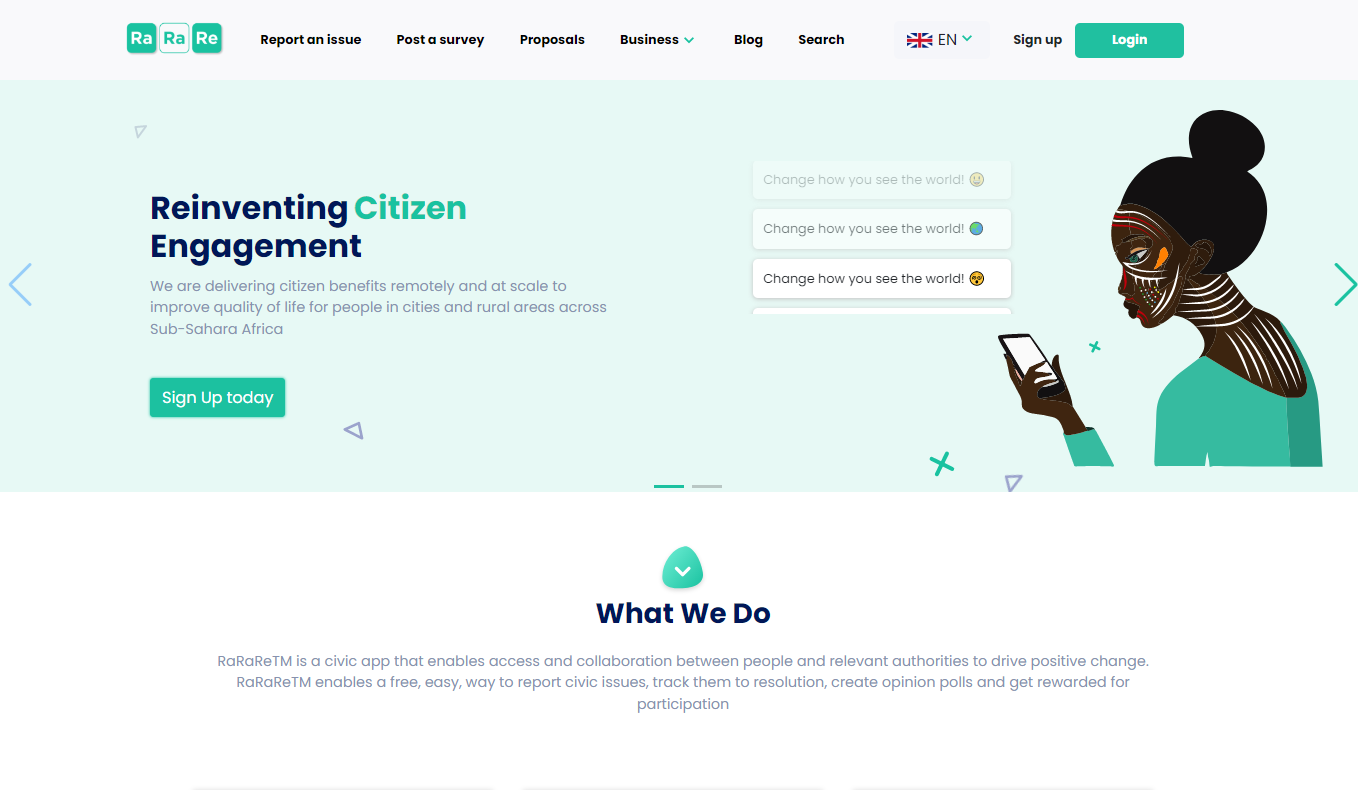 Ra Ra Re
Report an issue
Post a survey
Proposals
Business
Blog
Search
EN
Sign up
Login
Reinventing Citizen
Engagement
We are delivering citizen benefits remotely and at scale to
improve quality of life for people in cities and rural areas across
Sub-Sahara Africa
Sign Up today
Change how you see the world! 😀
Change how you see the world! 🌍
Change how you see the world! 😲
What We Do
RaRaReTM is a civic app that enables access and collaboration between people and relevant authorities to drive positive change.
RaRaReTM enables a free, easy, way to report civic issues, track them to resolution, create opinion polls and get rewarded for
participation